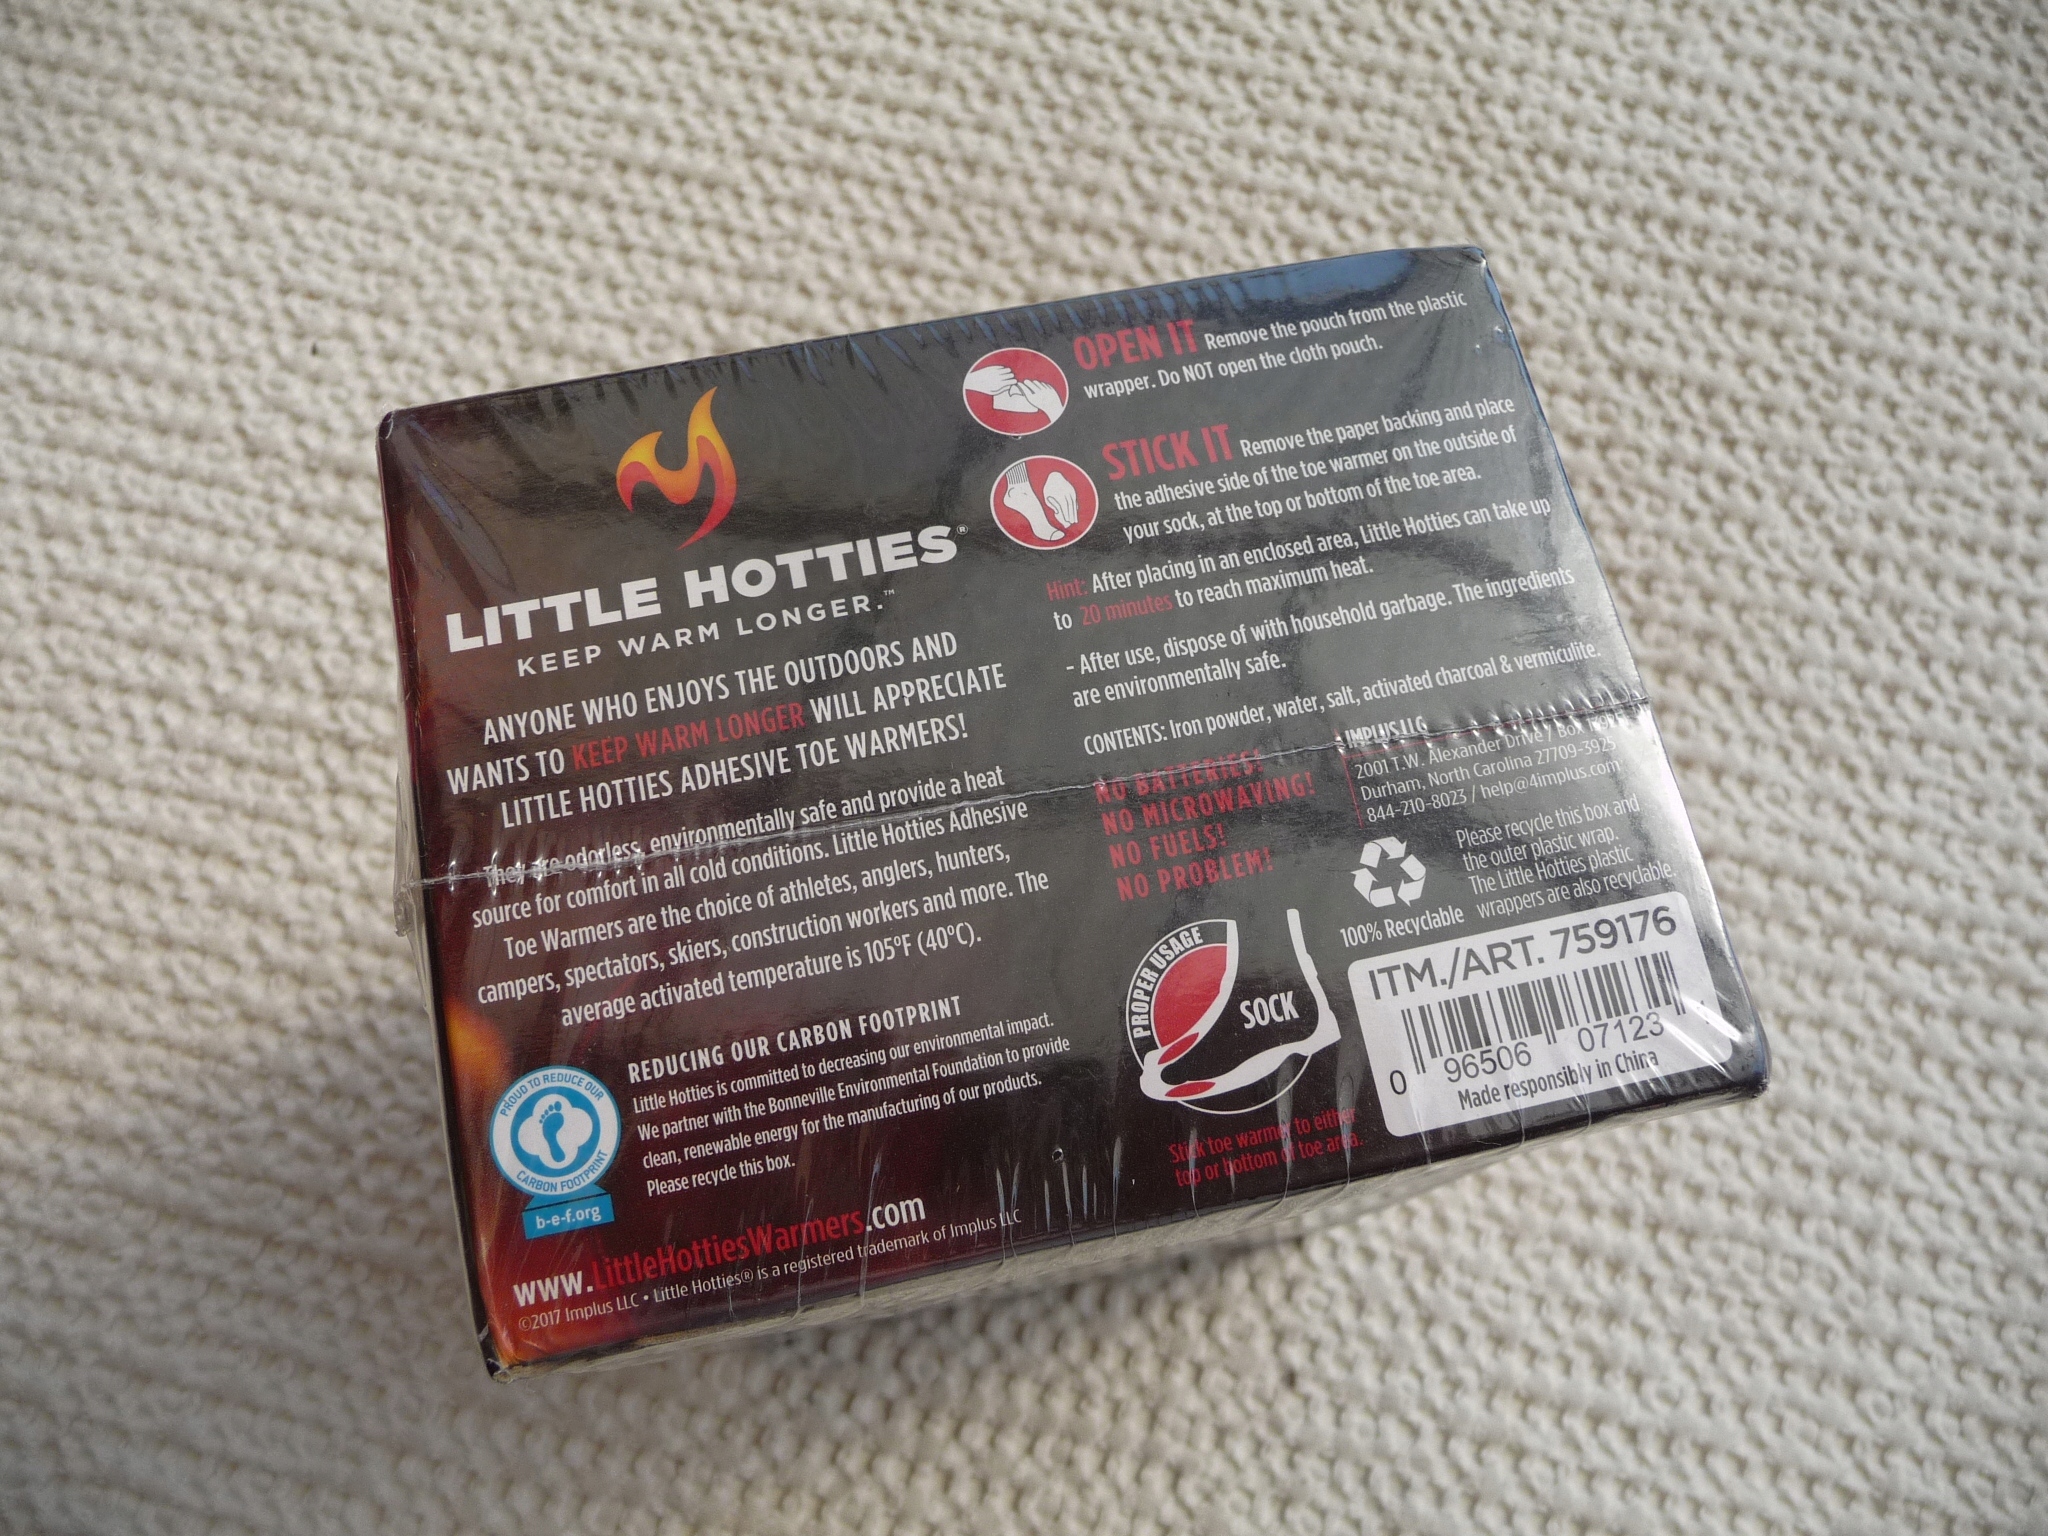 LITTLE HOTTIES®
KEEP WARM LONGER.™
ANYONE WHO ENJOYS THE OUTDOORS AND
WANTS TO KEEP WARM LONGER WILL APPRECIATE
LITTLE HOTTIES ADHESIVE TOE WARMERS!
They are odorless, environmentally safe and provide a heat
source for comfort in all cold conditions. Little Hotties Adhesive
Toe Warmers are the choice of athletes, anglers, hunters,
campers, spectators, skiers, construction workers and more. The
average activated temperature is 105°F (40°C).
PROUD TO REDUCE OUR
CARBON FOOTPRINT
b-e-f.org
REDUCING OUR CARBON FOOTPRINT
Little Hotties is committed to decreasing our environmental impact.
We partner with the Bonneville Environmental Foundation to provide
clean, renewable energy for the manufacturing of our products.
Please recycle this box.
www.LittleHottiesWarmers.com
©2017 Implus LLC • Little Hotties® is a registered trademark of Implus LLC
OPEN IT Remove the pouch from the plastic
wrapper. Do NOT open the cloth pouch.
STICK IT Remove the paper backing and place
the adhesive side of the toe warmer on the outside of
your sock, at the top or bottom of the toe area.
Hint: After placing in an enclosed area, Little Hotties can take up
to 20 minutes to reach maximum heat.
- After use, dispose of with household garbage. The ingredients
are environmentally safe.
CONTENTS: Iron powder, water, salt, activated charcoal & vermiculite.
NO BATTERIES!
NO MICROWAVING!
NO FUELS!
NO PROBLEM!
IMPLUS LLC
2001 T.W. Alexander Drive / Box
Durham, North Carolina 27709-3925
844-210-8023 / help@4implus.com
100% Recyclable
Please recycle this box and
the outer plastic wrap.
The Little Hotties plastic
wrappers are also recyclable.
PROPER USAGE
SOCK
Stick toe warmer to either
top or bottom of toe area.
ITM./ART. 759176
0 96506 07123
Made responsibly in China